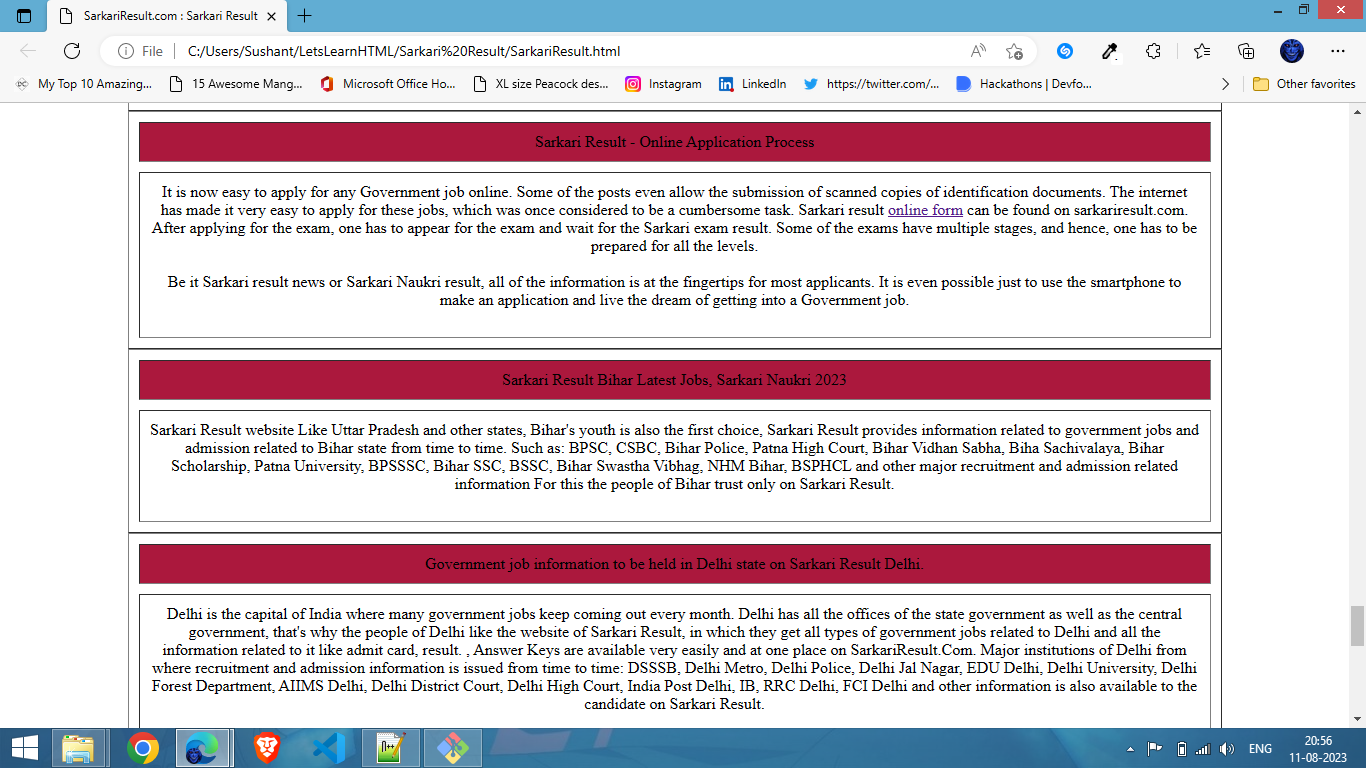 SarkariResult.com : Sarkari Result
File
C:/Users/Sushant/LetsLearnHTML/Sarkari%20Result/SarkariResult.html
My Top 10 Amazing...
15 Awesome Mang...
Microsoft Office Ho...
XL size Peacock des...
Instagram
LinkedIn
https://twitter.com/...
Hackathons | Devfo...
Other favorites
Sarkari Result - Online Application Process
It is now easy to apply for any Government job online. Some of the posts even allow the submission of scanned copies of identification documents. The internet
has made it very easy to apply for these jobs, which was once considered to be a cumbersome task. Sarkari result online form can be found on sarkariresult.com.
After applying for the exam, one has to appear for the exam and wait for the Sarkari exam result. Some of the exams have multiple stages, and hence, one has to be
prepared for all the levels.
Be it Sarkari result news or Sarkari Naukri result, all of the information is at the fingertips for most applicants. It is even possible just to use the smartphone to
make an application and live the dream of getting into a Government job.
Sarkari Result Bihar Latest Jobs, Sarkari Naukri 2023
Sarkari Result website Like Uttar Pradesh and other states, Bihar's youth is also the first choice, Sarkari Result provides information related to government jobs and
admission related to Bihar state from time to time. Such as: BPSC, CSBC, Bihar Police, Patna High Court, Bihar Vidhan Sabha, Biha Sachivalaya, Bihar
Scholarship, Patna University, BPSSSC, Bihar SSC, BSSC, Bihar Swastha Vibhag, NHM Bihar, BSPHCL and other major recruitment and admission related
information For this the people of Bihar trust only on Sarkari Result.
Government job information to be held in Delhi state on Sarkari Result Delhi.
Delhi is the capital of India where many government jobs keep coming out every month. Delhi has all the offices of the state government as well as the central
government, that's why the people of Delhi like the website of Sarkari Result, in which they get all types of government jobs related to Delhi and all the
information related to it like admit card, result. , Answer Keys are available very easily and at one place on SarkariResult.Com. Major institutions of Delhi from
where recruitment and admission information is issued from time to time: DSSSB, Delhi Metro, Delhi Police, Delhi Jal Nagar, EDU Delhi, Delhi University, Delhi
Forest Department, AIIMS Delhi, Delhi District Court, Delhi High Court, India Post Delhi, IB, RRC Delhi, FCI Delhi and other information is also available to the
candidate on Sarkari Result.
ENG
20:56
11-08-2023